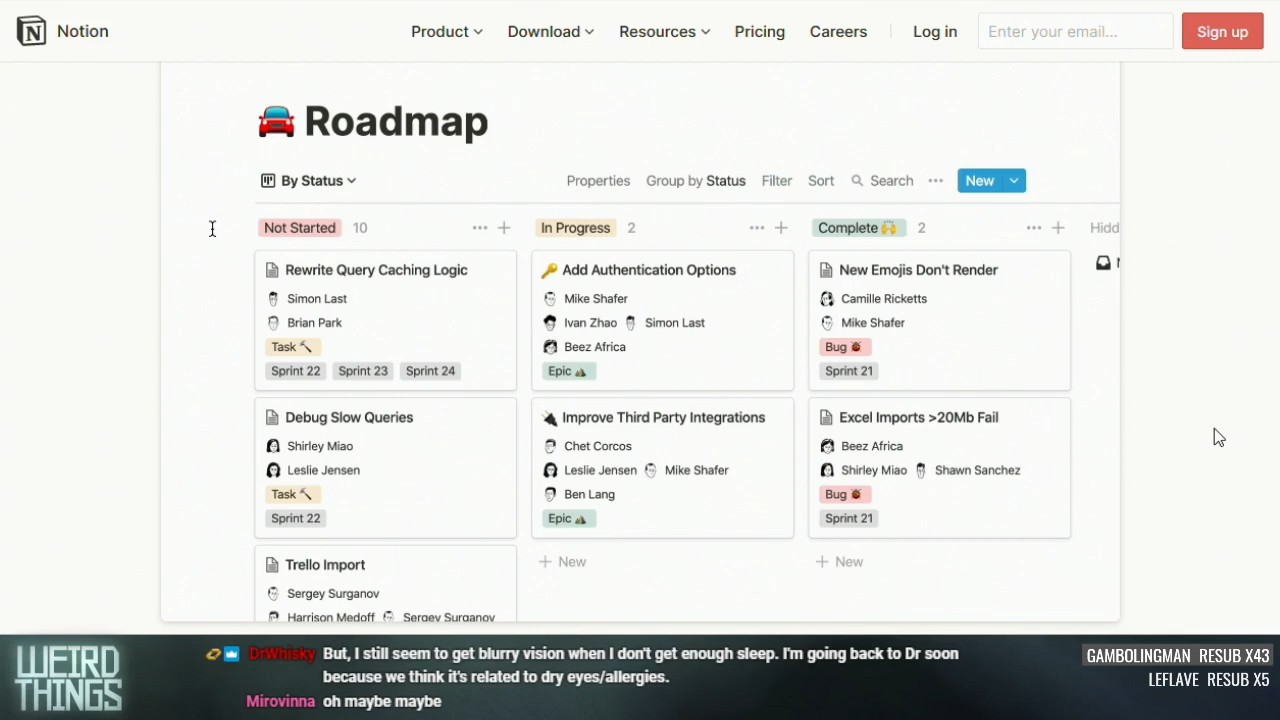 Notion Product Download Resources Pricing Careers Log in Enter your email... Sign up
Roadmap
By Status Properties Group by Status Filter Sort Search ••• New
Not Started 10 ••• + In Progress 2 ••• + Complete 🙌 2 ••• + Hidd
Rewrite Query Caching Logic
Simon Last
Brian Park
Task
Sprint 22 Sprint 23 Sprint 24
Add Authentication Options
Mike Shafer
Ivan Zhao Simon Last
Beez Africa
Epic
New Emojis Don't Render
Camille Ricketts
Mike Shafer
Bug
Sprint 21
Debug Slow Queries
Shirley Miao
Leslie Jensen
Task
Sprint 22
Improve Third Party Integrations
Chet Corcos
Leslie Jensen Mike Shafer
Ben Lang
Epic
Excel Imports >20Mb Fail
Beez Africa
Shirley Miao Shawn Sanchez
Bug
Sprint 21
Trello Import
Sergey Surganov
Harrison Medoff Sergey Surganov
+ New
+ New
WEIRD
THINGS
DrWhisky But, I still seem to get blurry vision when I don't get enough sleep. I'm going back to Dr soon
because we think it's related to dry eyes/allergies.
Mirovinna oh maybe maybe
GAMBOLINGMAN RESUB X43
LEFLAVE RESUB X5